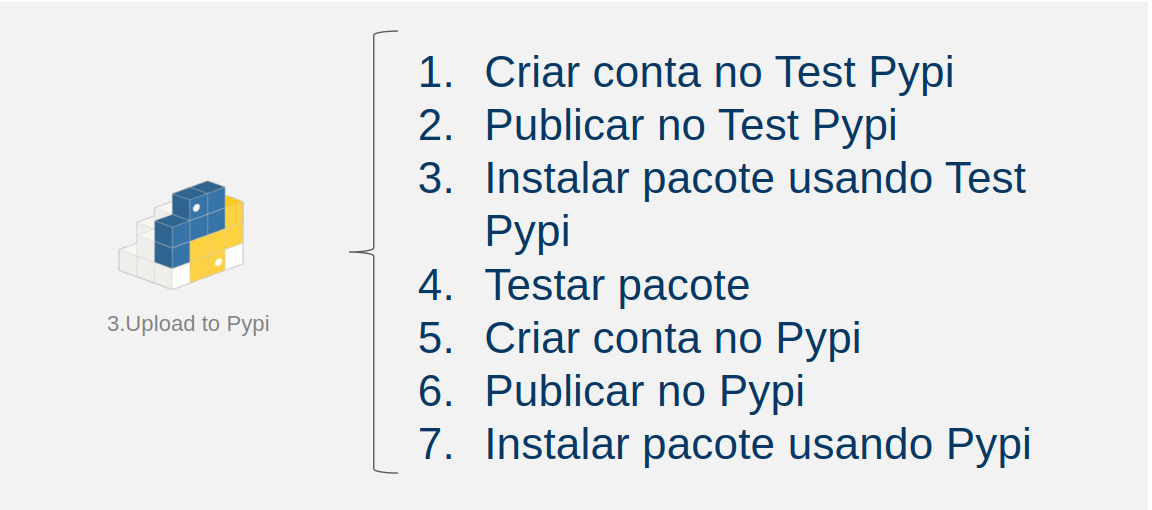 3.Upload to Pypi
1. Criar conta no Test Pypi
2. Publicar no Test Pypi
3. Instalar pacote usando Test
Pypi
4. Testar pacote
5. Criar conta no Pypi
6. Publicar no Pypi
7. Instalar pacote usando Pypi